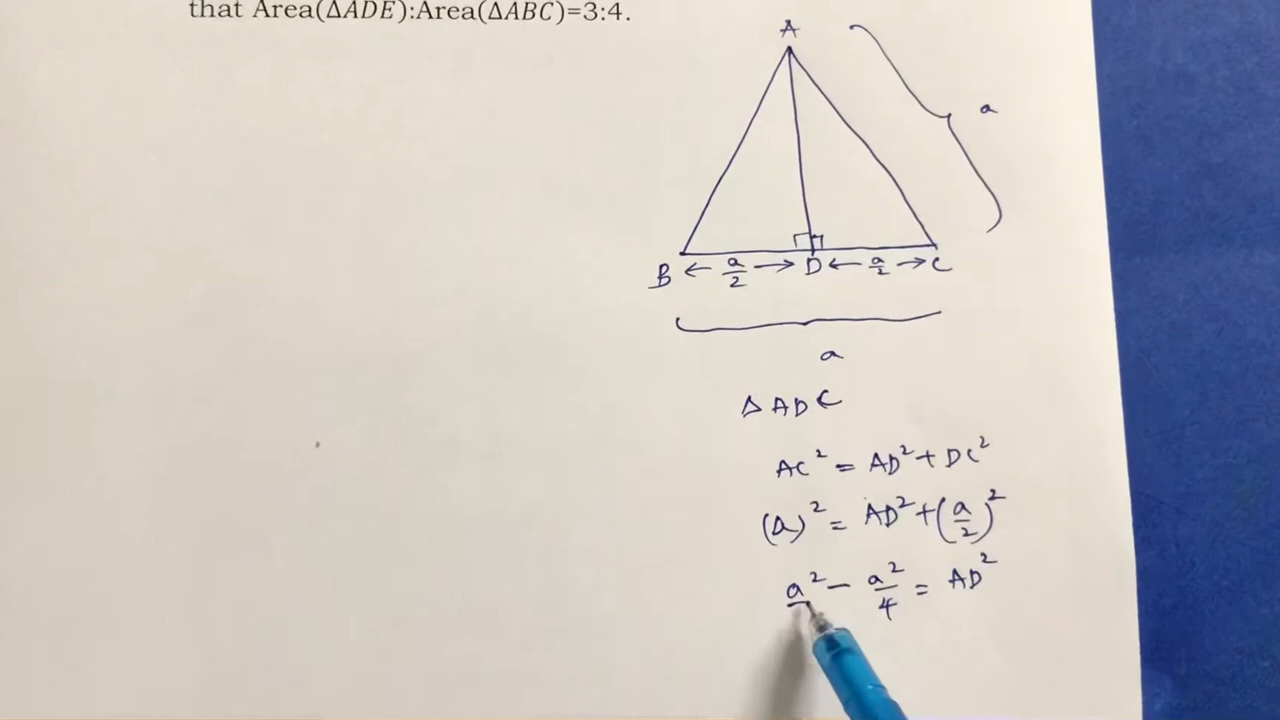 that Area(ΔADE):Area(ΔABC)=3:4.
A
a
B ← a/2 → D ← a/2 → C
a
Δ ADC
AC² = AD² + DC²
(a)² = AD² + (a/2)²
a² − a²/4 = AD²